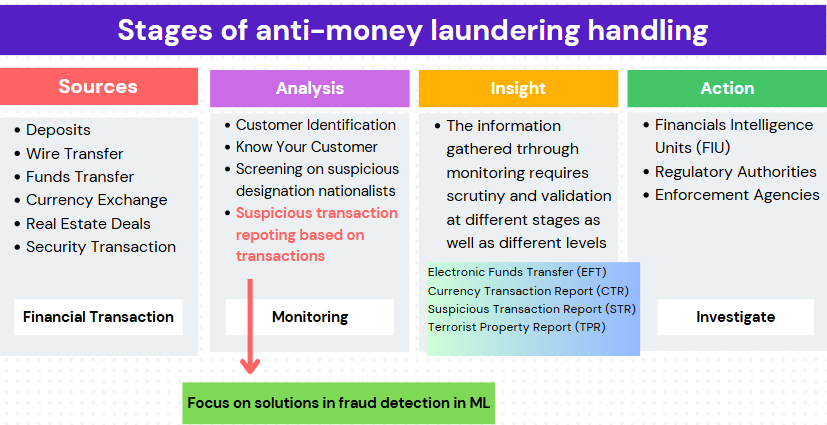 Stages of anti-money laundering handling
Sources
• Deposits
• Wire Transfer
• Funds Transfer
• Currency Exchange
• Real Estate Deals
• Security Transaction
Financial Transaction
Analysis
• Customer Identification
• Know Your Customer
• Screening on suspicious
designation nationalists
• Suspicious transaction
repoting based on
transactions
Monitoring
Insight
• The information
gathered trhrough
monitoring requires
scrutiny and validation
at different stages as
well as different levels
Electronic Funds Transfer (EFT)
Currency Transaction Report (CTR)
Suspicious Transaction Report (STR)
Terrorist Property Report (TPR)
Action
• Financials Intelligence
Units (FIU)
• Regulatory Authorities
• Enforcement Agencies
Investigate
Focus on solutions in fraud detection in ML